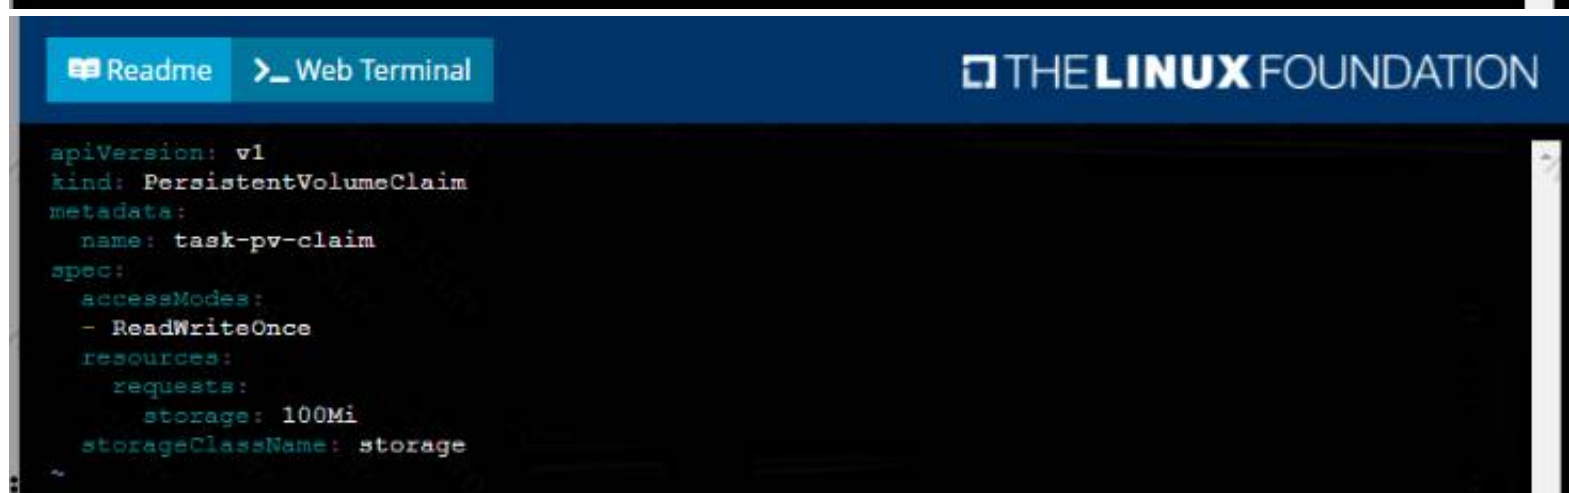 Readme >_ Web Terminal THE LINUX FOUNDATION
apiVersion: v1
kind: PersistentVolumeClaim
metadata:
  name: task-pv-claim
spec:
  accessModes:
  - ReadWriteOnce
  resources:
    requests:
      storage: 100Mi
  storageClassName: storage
~